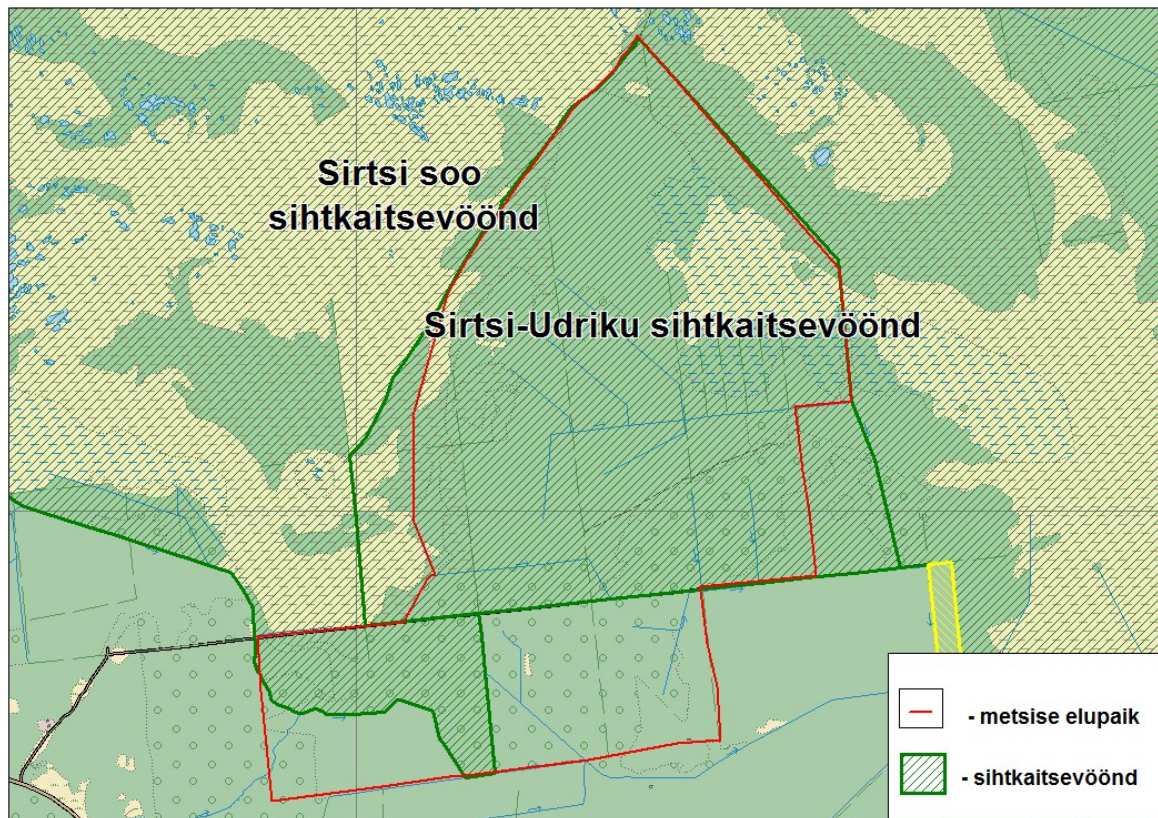 Sirtsi soo
sihtkaitsevöönd
Sirtsi-Udriku sihtkaitsevöönd
- metsise elupaik
- sihtkaitsevöönd